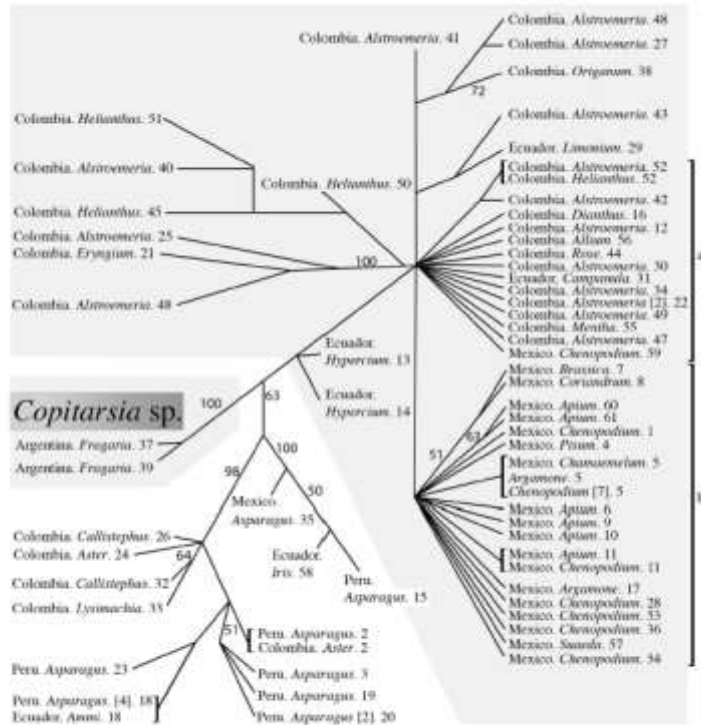 Colombia. Alstroemeria. 41
Colombia. Alstroemeria. 48
Colombia. Alstroemeria. 27
Colombia. Origanum. 38
72
Colombia. Alstroemeria. 43
Ecuador. Limonium. 29
Colombia. Alstroemeria. 52
Colombia. Helianthus. 52
Colombia. Alstroemeria. 42
Colombia. Dianthus. 16
Colombia. Alstroemeria. 12
Colombia. Allium. 56
Colombia. Rose. 44
Colombia. Alstroemeria. 30
Ecuador. Campanula. 31
Colombia. Alstroemeria. 34
Colombia. Alstroemeria [2]. 22
Colombia. Alstroemeria. 49
Colombia. Mentha. 55
Colombia. Alstroemeria. 47
Mexico. Chenopodium. 59
Colombia. Helianthus. 51
Colombia. Alstroemeria. 40
Colombia. Helianthus. 50
Colombia. Helianthus. 45
Colombia. Alstroemeria. 25
Colombia. Eryngium. 21
100
Colombia. Alstroemeria. 48
Ecuador.
Hypercium. 13
Ecuador.
Hypercium. 14
Copitarsia sp.
100
Argentina. Fragaria. 37
Argentina. Fragaria. 39
63
100
98
50
Mexico.
Asparagus. 35
Ecuador.
Iris. 58
Peru.
Asparagus. 15
Colombia. Callistephus. 26
Colombia. Aster. 24
64
Colombia. Callistephus. 32
Colombia. Lysimachia. 33
51
Peru. Asparagus. 2
Colombia. Aster. 2
Peru. Asparagus. 23
Peru. Asparagus. 3
Peru. Asparagus. 19
Peru. Asparagus [2]. 20
Peru. Asparagus. [4]. 18
Ecuador. Ammi. 18
Mexico. Brassica. 7
Mexico. Coriandrum. 8
Mexico. Apium. 60
Mexico. Apium. 61
63
51
Mexico. Chenopodium. 1
Mexico. Pisum. 4
Mexico. Chamaemelum. 5
Argamone. 5
Chenopodium [7]. 5
Mexico. Apium. 6
Mexico. Apium. 9
Mexico. Apium. 10
Mexico. Apium. 11
Mexico. Chenopodium. 11
Mexico. Argamone. 17
Mexico. Chenopodium. 28
Mexico. Chenopodium. 53
Mexico. Chenopodium. 36
Mexico. Suaeda. 57
Mexico. Chenopodium. 54